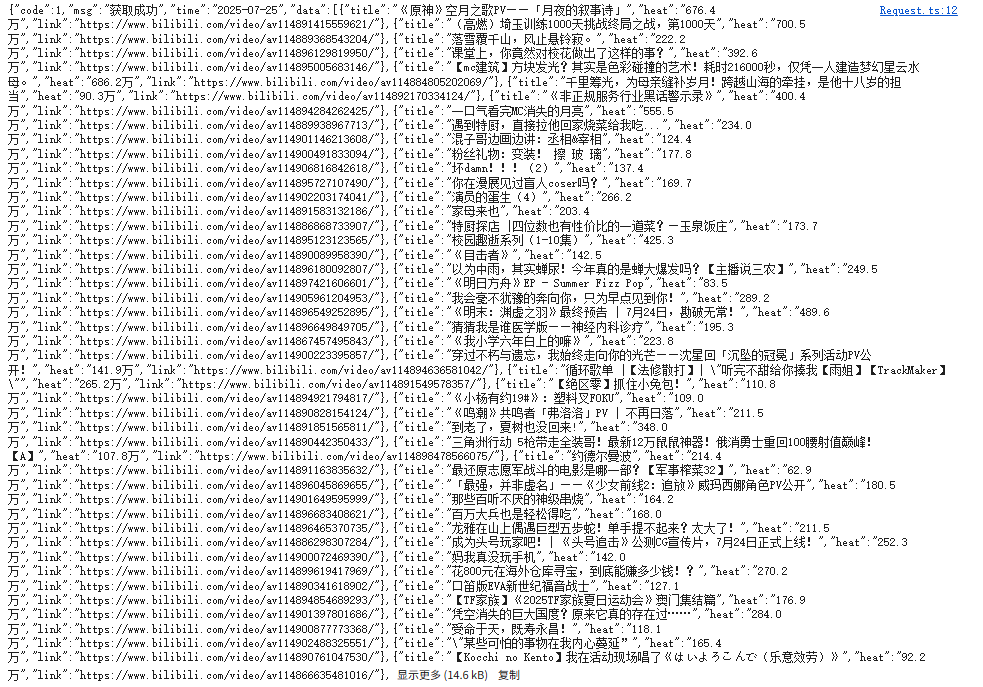 {"code":1,"msg":"获取成功","time":"2025-07-25","data":[{"title":"《原神》空月之歌PV——「月夜的叙事诗」","heat":"676.4 Request.ts:12
万","link":"https://www.bilibili.com/video/av114891415559621/"},{"title":"（高燃）埼玉训练1000天挑战终局之战，第1000天","heat":"700.5
万","link":"https://www.bilibili.com/video/av114889368543204/"},{"title":"落雪覆千山，风止悬铃寂。","heat":"222.2
万","link":"https://www.bilibili.com/video/av114896129819950/"},{"title":"课堂上，你竟然对校花做出了这样的事？","heat":"392.6
万","link":"https://www.bilibili.com/video/av114895005683146/"},{"title":"【mc建筑】方块发光？其实是色彩碰撞的艺术！耗时216000秒，仅凭一人建造梦幻星云水
母。","heat":"686.2万","link":"https://www.bilibili.com/video/av114884805202069/"},{"title":"千里筹光，为母亲缝补岁月！跨越山海的牵挂，是他十八岁的担
当","heat":"90.3万","link":"https://www.bilibili.com/video/av114892170334124/"},{"title":"《非正规服务行业黑话警示录》","heat":"400.4
万","link":"https://www.bilibili.com/video/av114894284262425/"},{"title":"一口气看完MC消失的月亮","heat":"555.5
万","link":"https://www.bilibili.com/video/av114889938967713/"},{"title":"遇到特厨，直接拉他回家烧菜给我吃...","heat":"234.0
万","link":"https://www.bilibili.com/video/av114901146213608/"},{"title":"混子哥边画边讲：丞相&宰相","heat":"124.4
万","link":"https://www.bilibili.com/video/av114900491833094/"},{"title":"粉丝礼物：变装！ 擦 玻 璃","heat":"177.8
万","link":"https://www.bilibili.com/video/av114906816842618/"},{"title":"坏damn！！！（2）","heat":"137.4
万","link":"https://www.bilibili.com/video/av114895727107490/"},{"title":"你在漫展见过盲人coser吗？","heat":"169.7
万","link":"https://www.bilibili.com/video/av114902203174041/"},{"title":"演员的蛋生（4）","heat":"266.2
万","link":"https://www.bilibili.com/video/av114891583132186/"},{"title":"家母来也","heat":"203.4
万","link":"https://www.bilibili.com/video/av114886868733907/"},{"title":"特厨探店 |四位数也有性价比的一道菜？—玉泉饭庄","heat":"173.7
万","link":"https://www.bilibili.com/video/av114895123123565/"},{"title":"校园趣逝系列（1-10集）","heat":"425.3
万","link":"https://www.bilibili.com/video/av114890089958390/"},{"title":"《目击者》","heat":"142.5
万","link":"https://www.bilibili.com/video/av114896180092807/"},{"title":"以为中雨，其实蝉尿！今年真的是蝉大爆发吗？【主播说三农】","heat":"249.5
万","link":"https://www.bilibili.com/video/av114897421606601/"},{"title":"《明日方舟》EP - Summer Fizz Pop","heat":"83.5
万","link":"https://www.bilibili.com/video/av114905961204953/"},{"title":"我会毫不犹豫的奔向你，只为早点见到你！","heat":"289.2
万","link":"https://www.bilibili.com/video/av114896549252895/"},{"title":"《明末：渊虚之羽》最终预告 | 7月24日，勘破无常！","heat":"489.6
万","link":"https://www.bilibili.com/video/av114896649849705/"},{"title":"猜猜我是谁医学版——神经内科诊疗","heat":"195.3
万","link":"https://www.bilibili.com/video/av114867457495843/"},{"title":"《我小学六年白上的嘛》","heat":"223.8
万","link":"https://www.bilibili.com/video/av114900223395857/"},{"title":"穿过不朽与遗忘，我始终走向你的光芒——沈星回「沉坠的冠冕」系列活动PV公
开！","heat":"141.9万","link":"https://www.bilibili.com/video/av114894636581042/"},{"title":"循环歌单 |【法修散打】| \"听完不甜给你揍我【雨姐】【TrackMaker】
\"","heat":"265.2万","link":"https://www.bilibili.com/video/av114891549578357/"},{"title":"【绝区零】抓住小兔包！","heat":"110.8
万","link":"https://www.bilibili.com/video/av114894921794817/"},{"title":"《小杨有约19#》：塑料叉FOKU","heat":"109.0
万","link":"https://www.bilibili.com/video/av114890828154124/"},{"title":"《鸣潮》共鸣者「弗洛洛」PV | 不再日落","heat":"211.5
万","link":"https://www.bilibili.com/video/av114891851565811/"},{"title":"到老了，夏树也没回来!","heat":"348.0
万","link":"https://www.bilibili.com/video/av114890442350433/"},{"title":"三角洲行动 5枪带走全装哥！最新12万鼠鼠神器！俄消勇士重回100腰射值巅峰！
【A】","heat":"107.8万","link":"https://www.bilibili.com/video/av114898478566075/"},{"title":"约德尔曼波","heat":"214.4
万","link":"https://www.bilibili.com/video/av114891163835632/"},{"title":"最还原志愿军战斗的电影是哪一部？【军事榨菜32】","heat":"62.9
万","link":"https://www.bilibili.com/video/av114896045869655/"},{"title":"「最强，并非虚名」——《少女前线2：追放》威玛西娜角色PV公开","heat":"180.5
万","link":"https://www.bilibili.com/video/av114901649595999/"},{"title":"那些百听不厌的神级串烧","heat":"164.2
万","link":"https://www.bilibili.com/video/av114896683408621/"},{"title":"百万大兵也是轻松得吃","heat":"168.0
万","link":"https://www.bilibili.com/video/av114896465370735/"},{"title":"龙雅在山上偶遇巨型五步蛇！单手提不起来？太大了！","heat":"211.5
万","link":"https://www.bilibili.com/video/av114886298307284/"},{"title":"成为头号玩家吧！|《头号追击》公测CG宣传片，7月24日正式上线！","heat":"252.3
万","link":"https://www.bilibili.com/video/av114900072469390/"},{"title":"妈我真没玩手机","heat":"142.0
万","link":"https://www.bilibili.com/video/av114899619417969/"},{"title":"花800元在海外仓库寻宝，到底能赚多少钱！？","heat":"270.2
万","link":"https://www.bilibili.com/video/av114890341618902/"},{"title":"口笛版EVA新世纪福音战士","heat":"127.1
万","link":"https://www.bilibili.com/video/av114894854689293/"},{"title":"【TF家族】《2025TF家族夏日运动会》奥门集结篇","heat":"176.9
万","link":"https://www.bilibili.com/video/av114901397801686/"},{"title":"凭空消失的巨大国度？原来它真的存在过……","heat":"284.0
万","link":"https://www.bilibili.com/video/av114900877773368/"},{"title":"受命于天，既寿永昌！","heat":"118.1
万","link":"https://www.bilibili.com/video/av114902488325551/"},{"title":"\"某些可怕的事物在我内心蔓延”","heat":"165.4
万","link":"https://www.bilibili.com/video/av114890761047530/"},{"title":"【Kocchi no Kento】我在活动现场唱了《はいよろこんで（乐意效劳）》","heat":"92.2
万","link":"https://www.bilibili.com/video/av114866635481016/"}, 显示更多 (14.6 kB) 复制